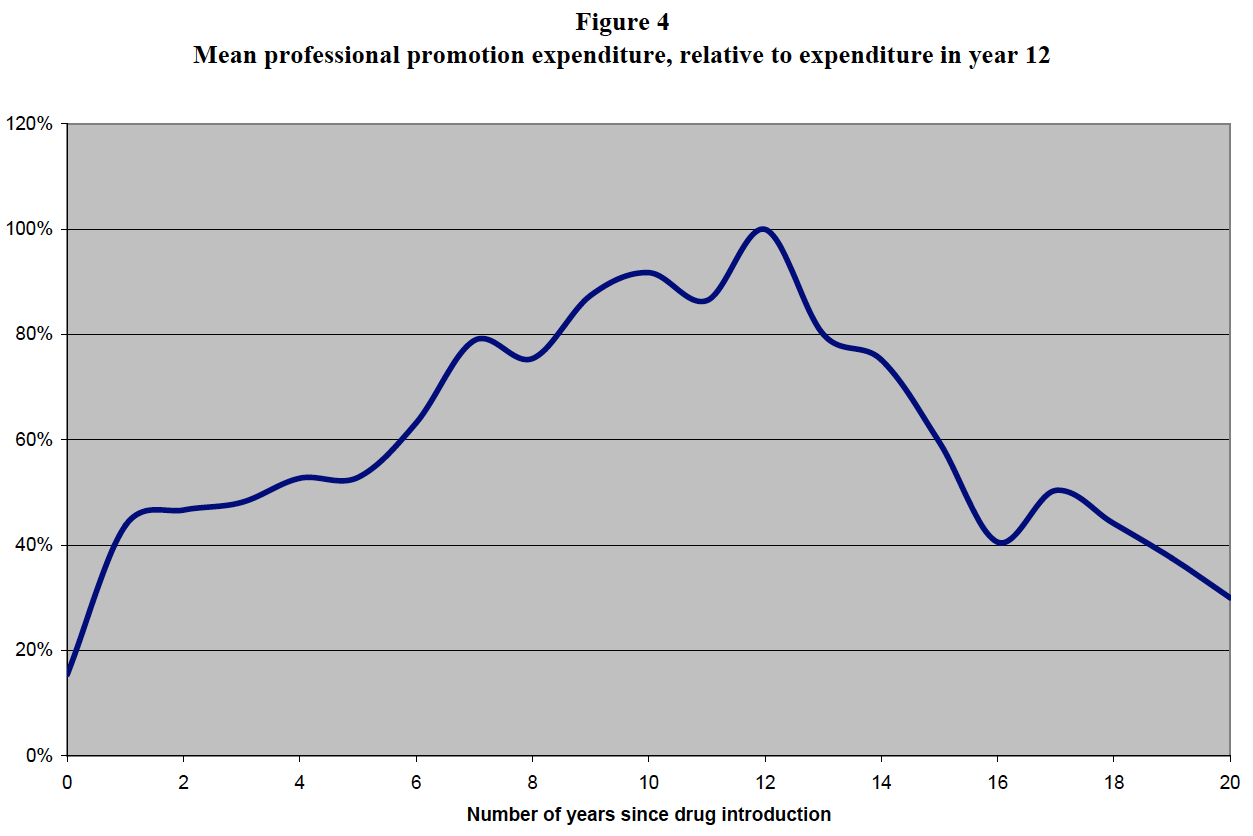 Figure 4
Mean professional promotion expenditure, relative to expenditure in year 12
120%
100%
80%
60%
40%
20%
0%
0 2 4 6 8 10 12 14 16 18 20
Number of years since drug introduction